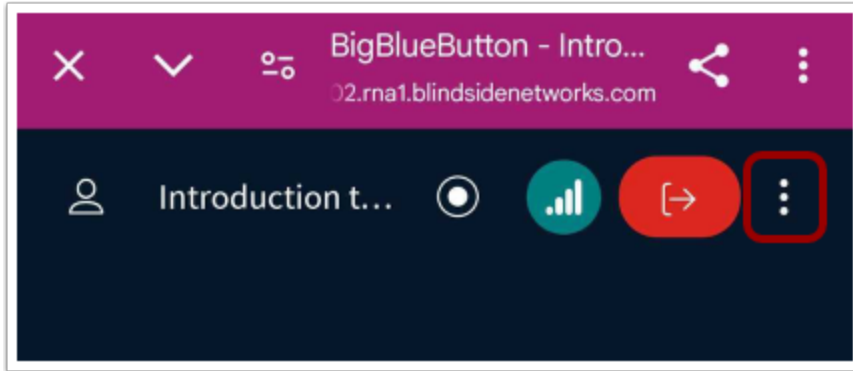 BigBlueButton - Intro...
02.rna1.blindsidenetworks.com
Introduction t...